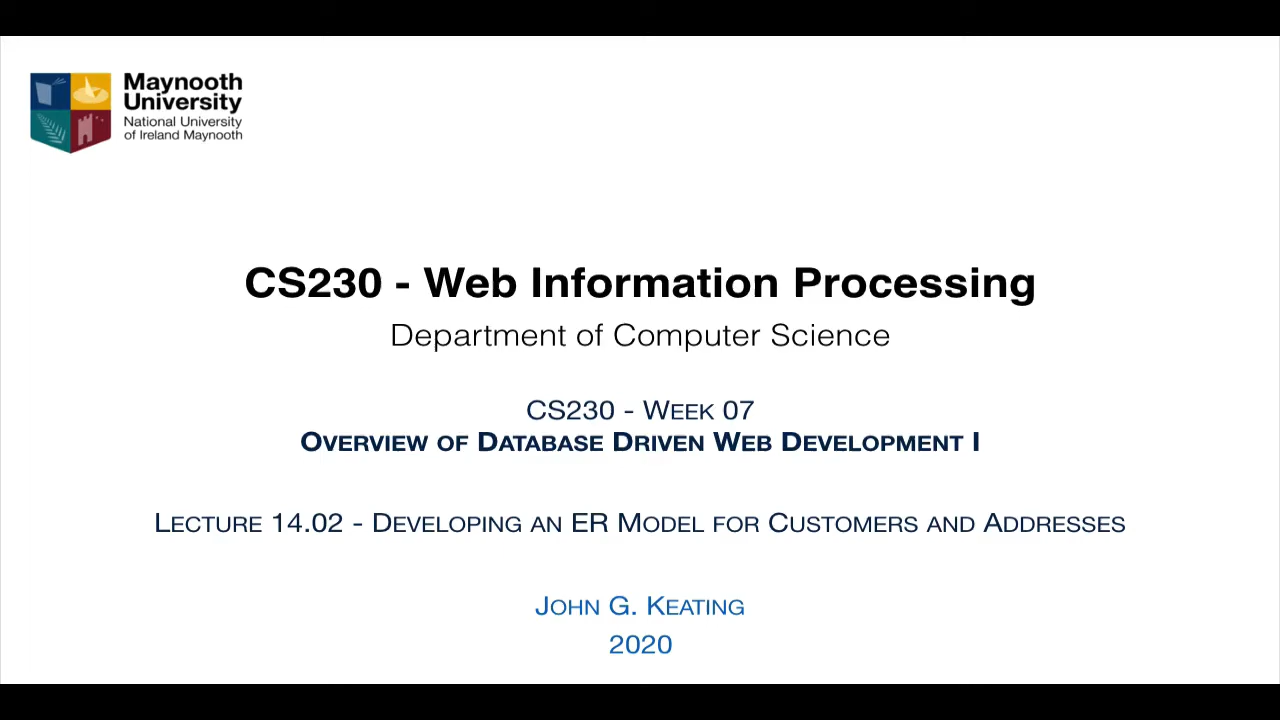 Maynooth
University
National University
of Ireland Maynooth
CS230 - Web Information Processing
Department of Computer Science
CS230 - Week 07
Overview of Database Driven Web Development I
Lecture 14.02 - Developing an ER Model for Customers and Addresses
John G. Keating
2020